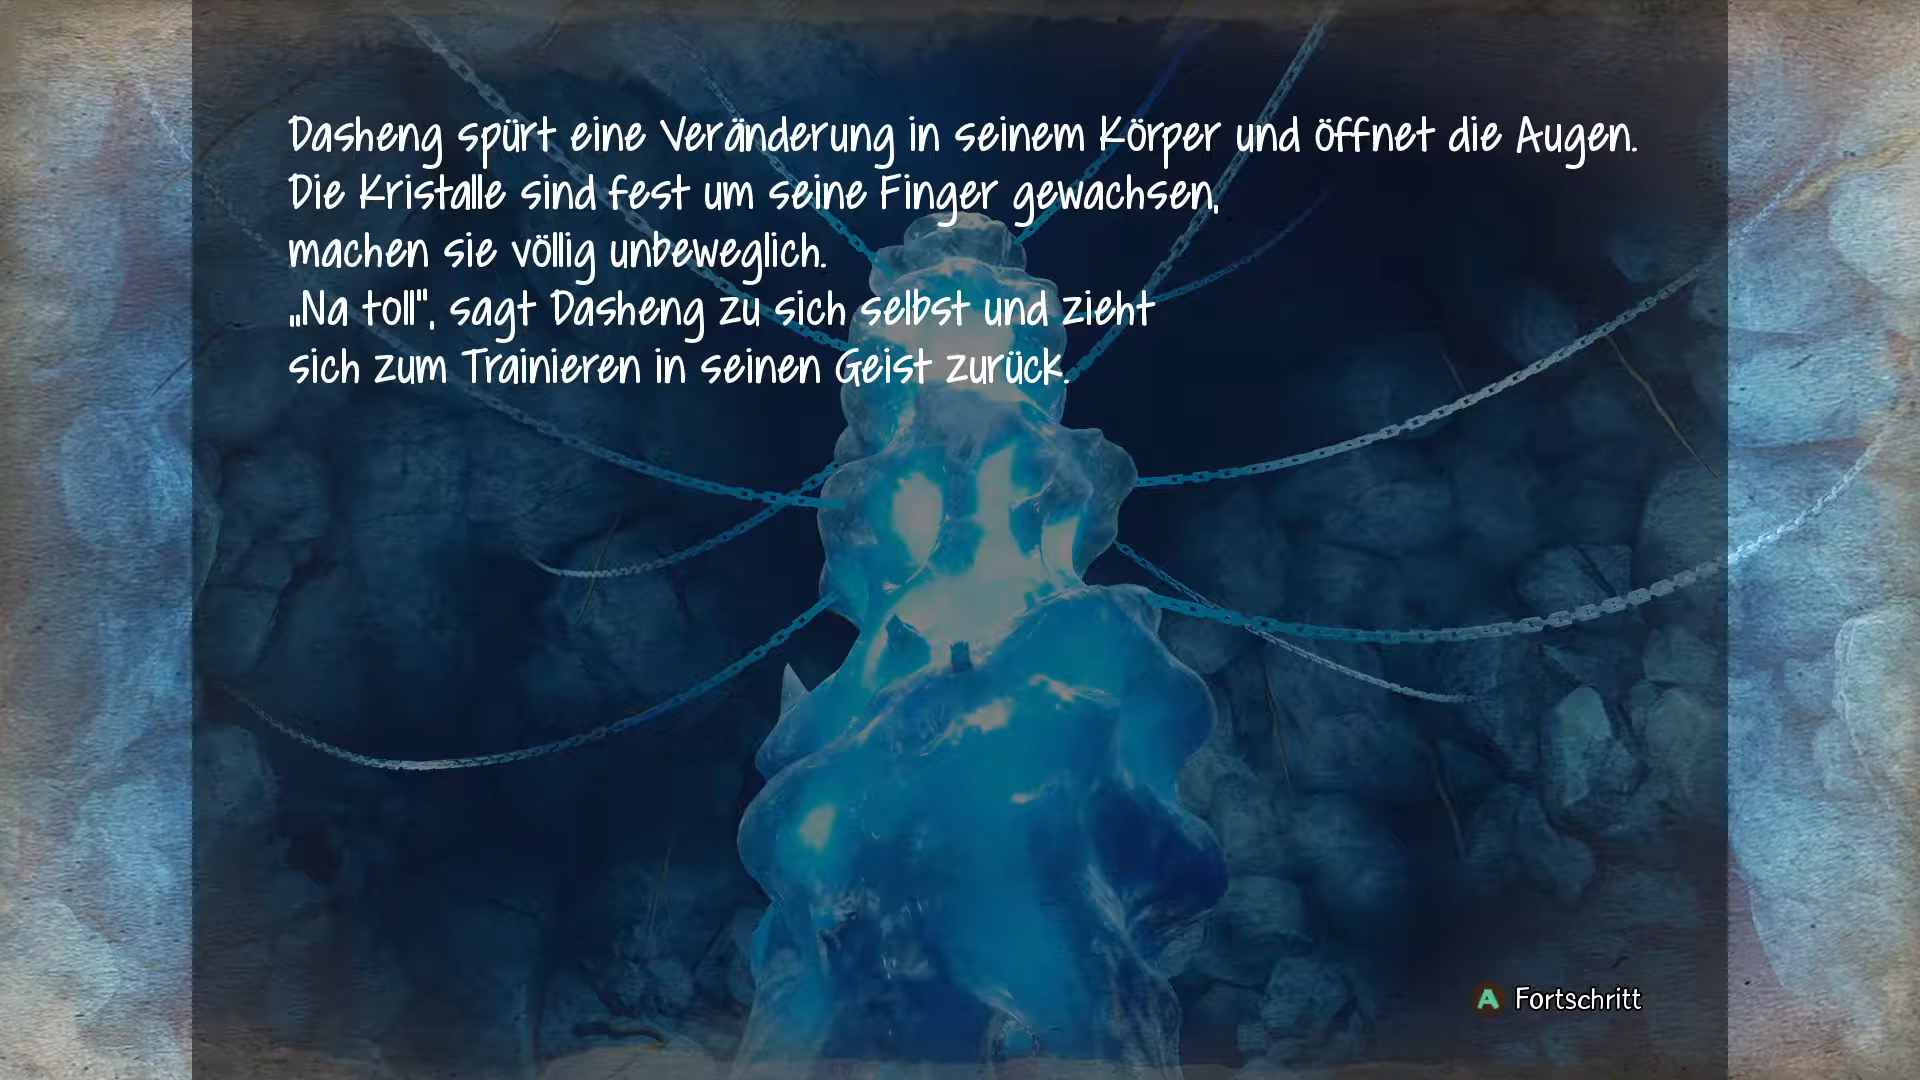 Dasheng spürt eine Veränderung in seinem Körper und öffnet die Augen.
Die Kristalle sind fest um seine Finger gewachsen,
machen sie völlig unbeweglich.
„Na toll", sagt Dasheng zu sich selbst und zieht
sich zum Trainieren in seinen Geist zurück.
A Fortschritt